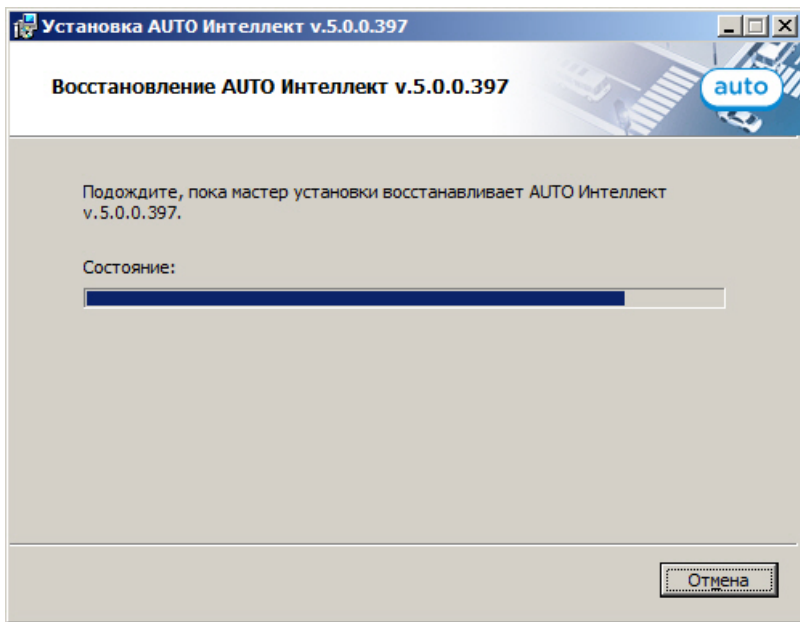 Установка AUTO Интеллект v.5.0.0.397
Восстановление AUTO Интеллект v.5.0.0.397
auto
Подождите, пока мастер установки восстанавливает AUTO Интеллект
v.5.0.0.397.
Состояние:
Отмена